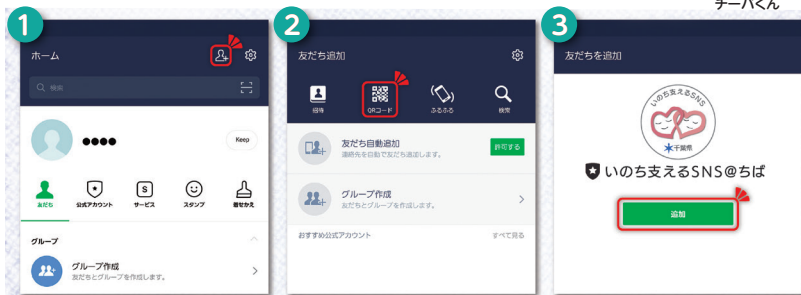 チーバくん
1
ホーム
検索
●●●●
Keep
友だち
公式アカウント
サービス
スタンプ
着せかえ
グループ
グループ作成
友だちとグループを作成します。
2
友だち追加
招待
QRコード
ふるふる
検索
友だち自動追加
連絡先を自動で友だち追加します。
許可する
グループ作成
友だちとグループを作成します。
おすすめ公式アカウント
すべて見る
3
友だちを追加
いのち支えるSNS
千葉県
いのち支えるSNS@ちば
追加